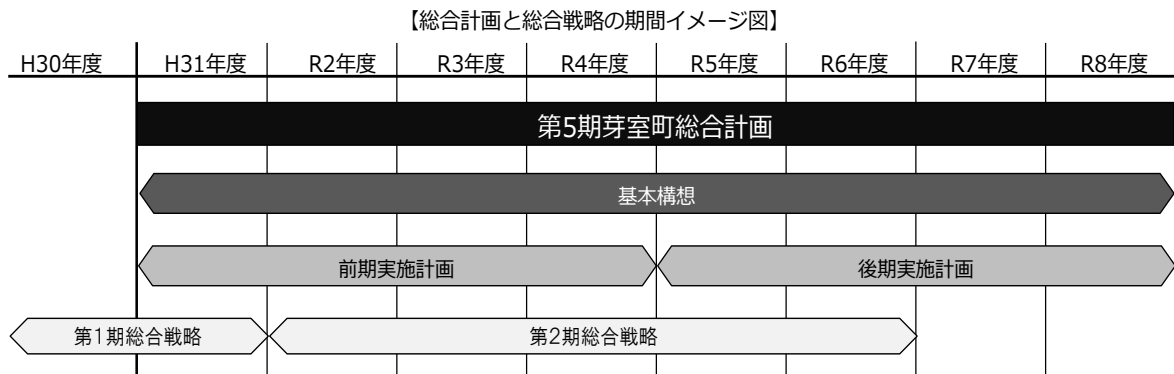 【総合計画と総合戦略の期間イメージ図】
H30年度 H31年度 R2年度 R3年度 R4年度 R5年度 R6年度 R7年度 R8年度
第5期芽室町総合計画
基本構想
前期実施計画 後期実施計画
第1期総合戦略 第2期総合戦略